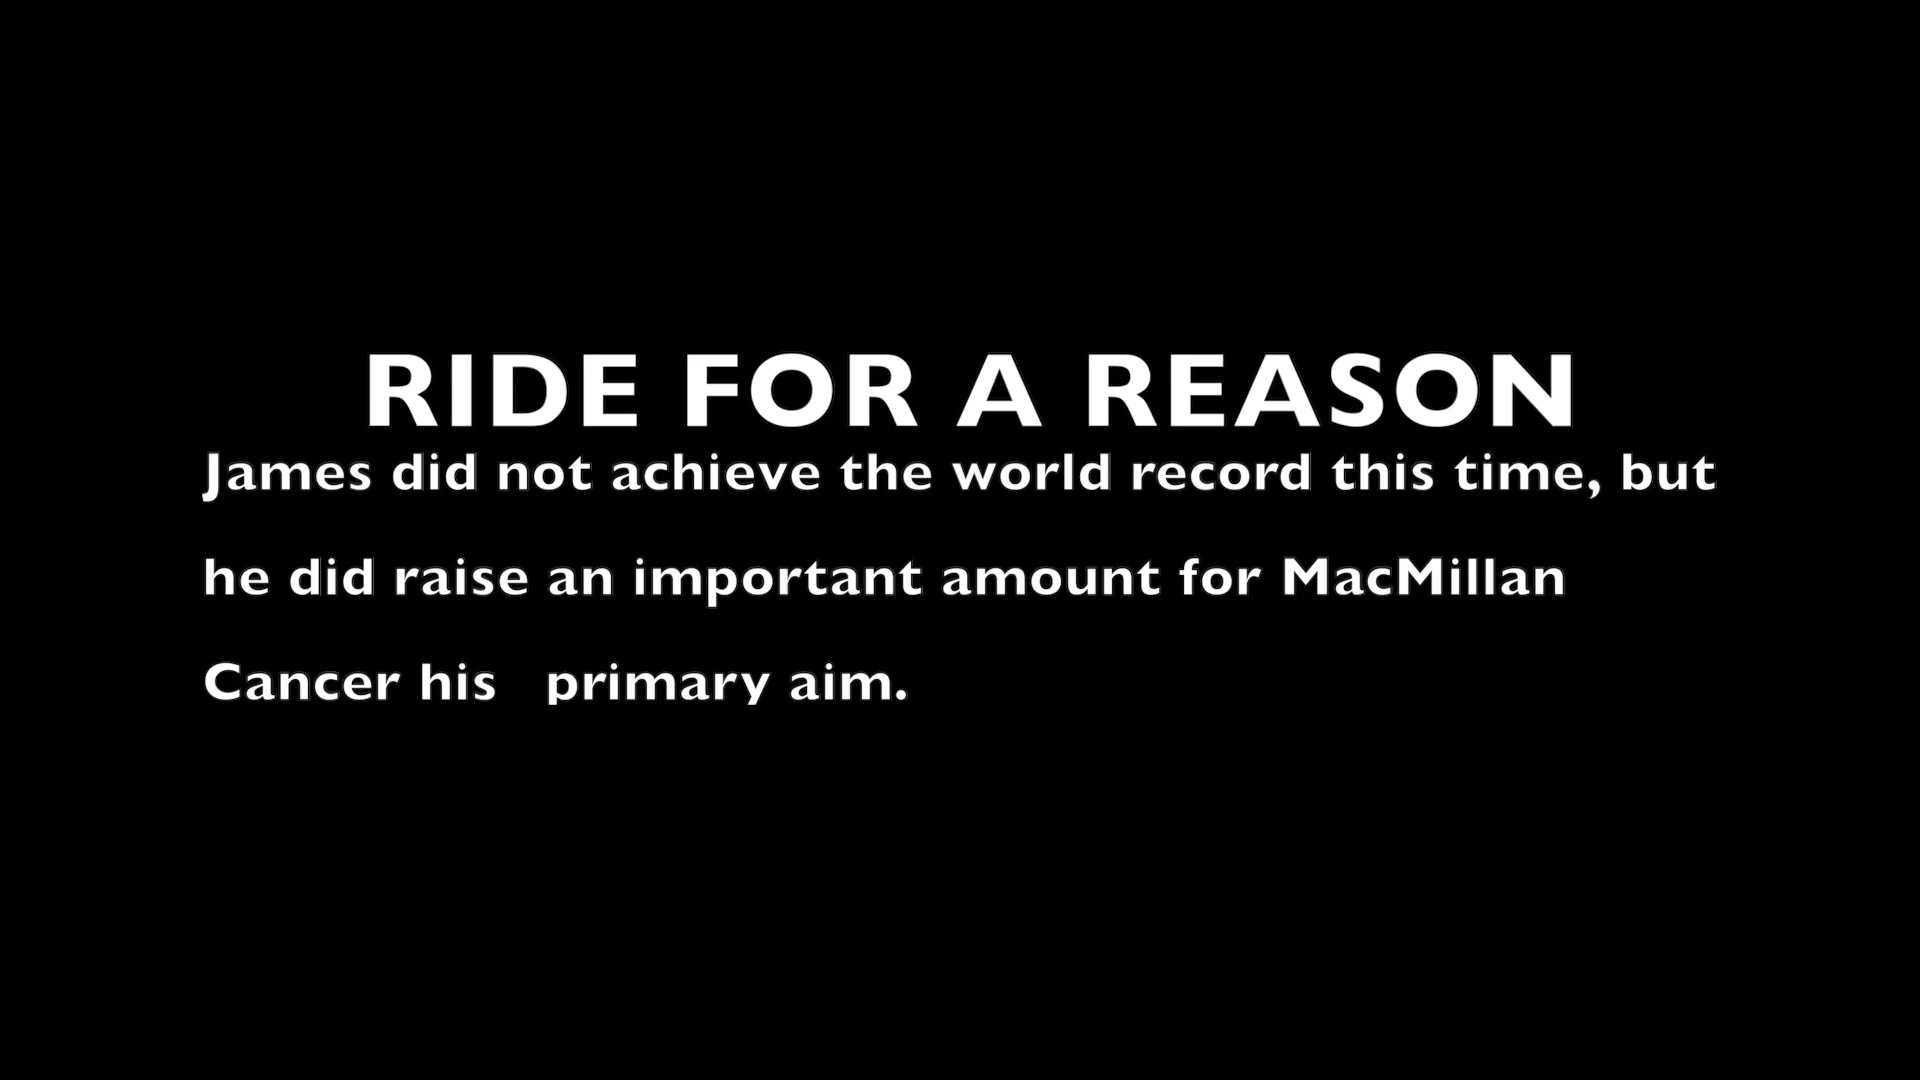 RIDE FOR A REASON
James did not achieve the world record this time, but
he did raise an important amount for MacMillan
Cancer his   primary aim.